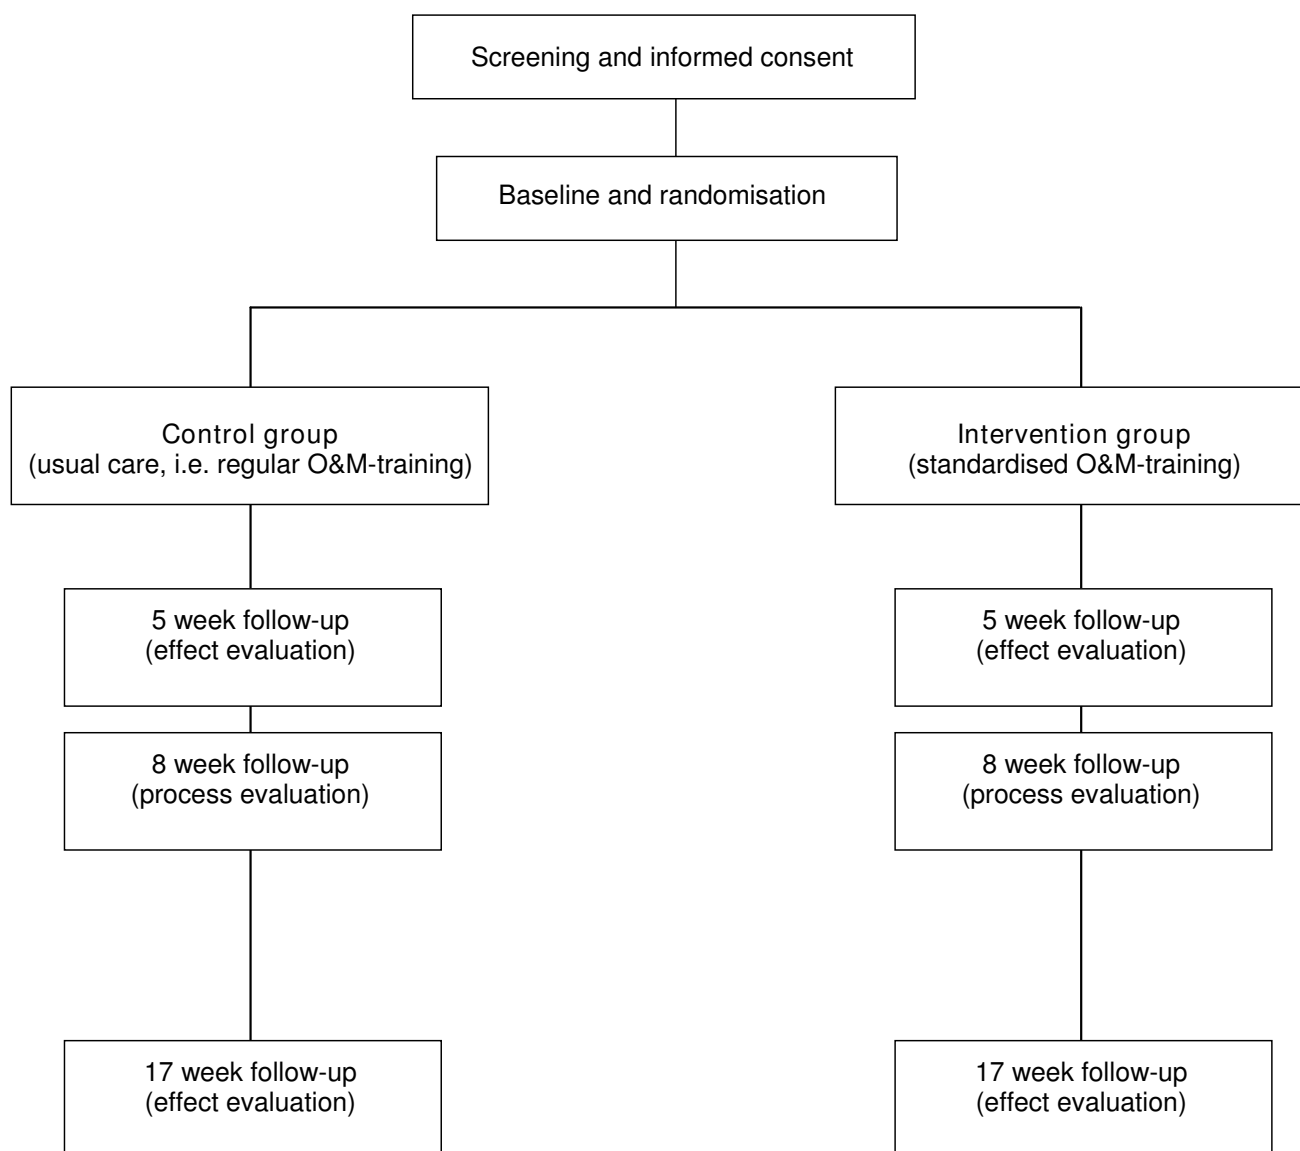 Screening and informed consent
Baseline and randomisation
Control group
(usual care, i.e. regular O&M-training)
Intervention group
(standardised O&M-training)
5 week follow-up
(effect evaluation)
5 week follow-up
(effect evaluation)
8 week follow-up
(process evaluation)
8 week follow-up
(process evaluation)
17 week follow-up
(effect evaluation)
17 week follow-up
(effect evaluation)